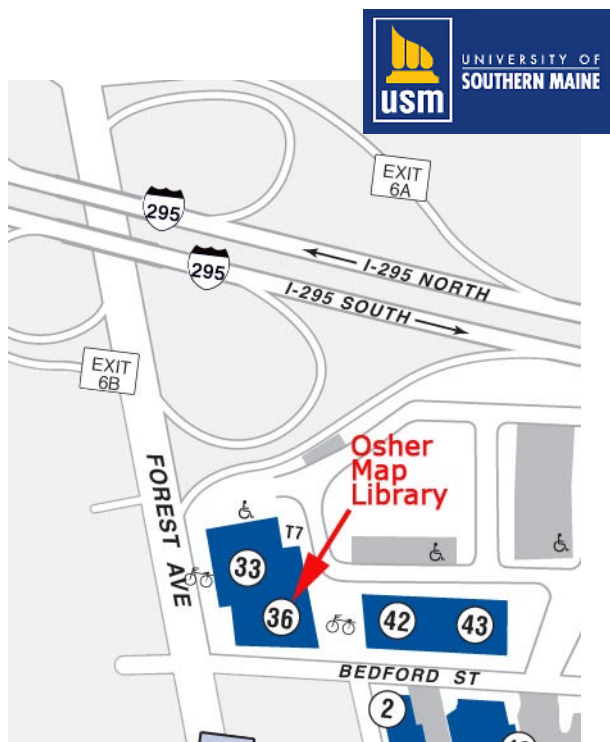 UNIVERSITY OF
SOUTHERN MAINE
usm
EXIT
6A
295
295
I-295 NORTH
I-295 SOUTH
EXIT
6B
FOREST AVE
Osher
Map
Library
T7
33
36
42
43
BEDFORD ST
2